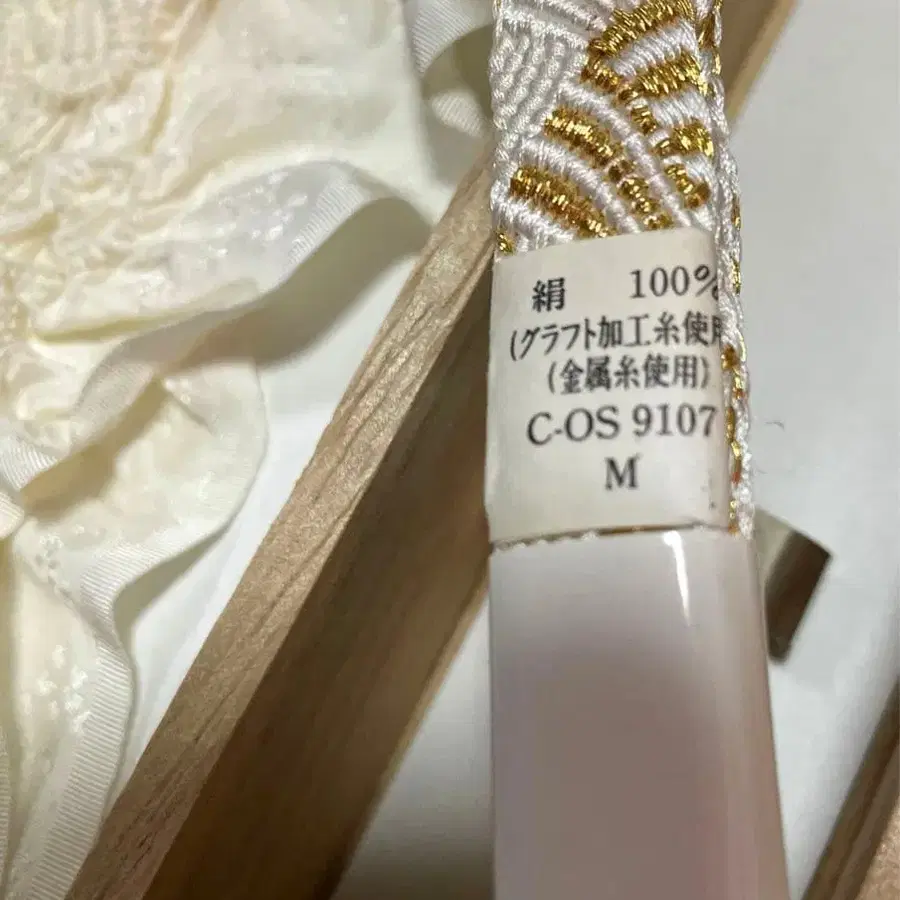 絹 100%
(グラフト加工糸使用
(金属糸使用)
C-OS 9107
M